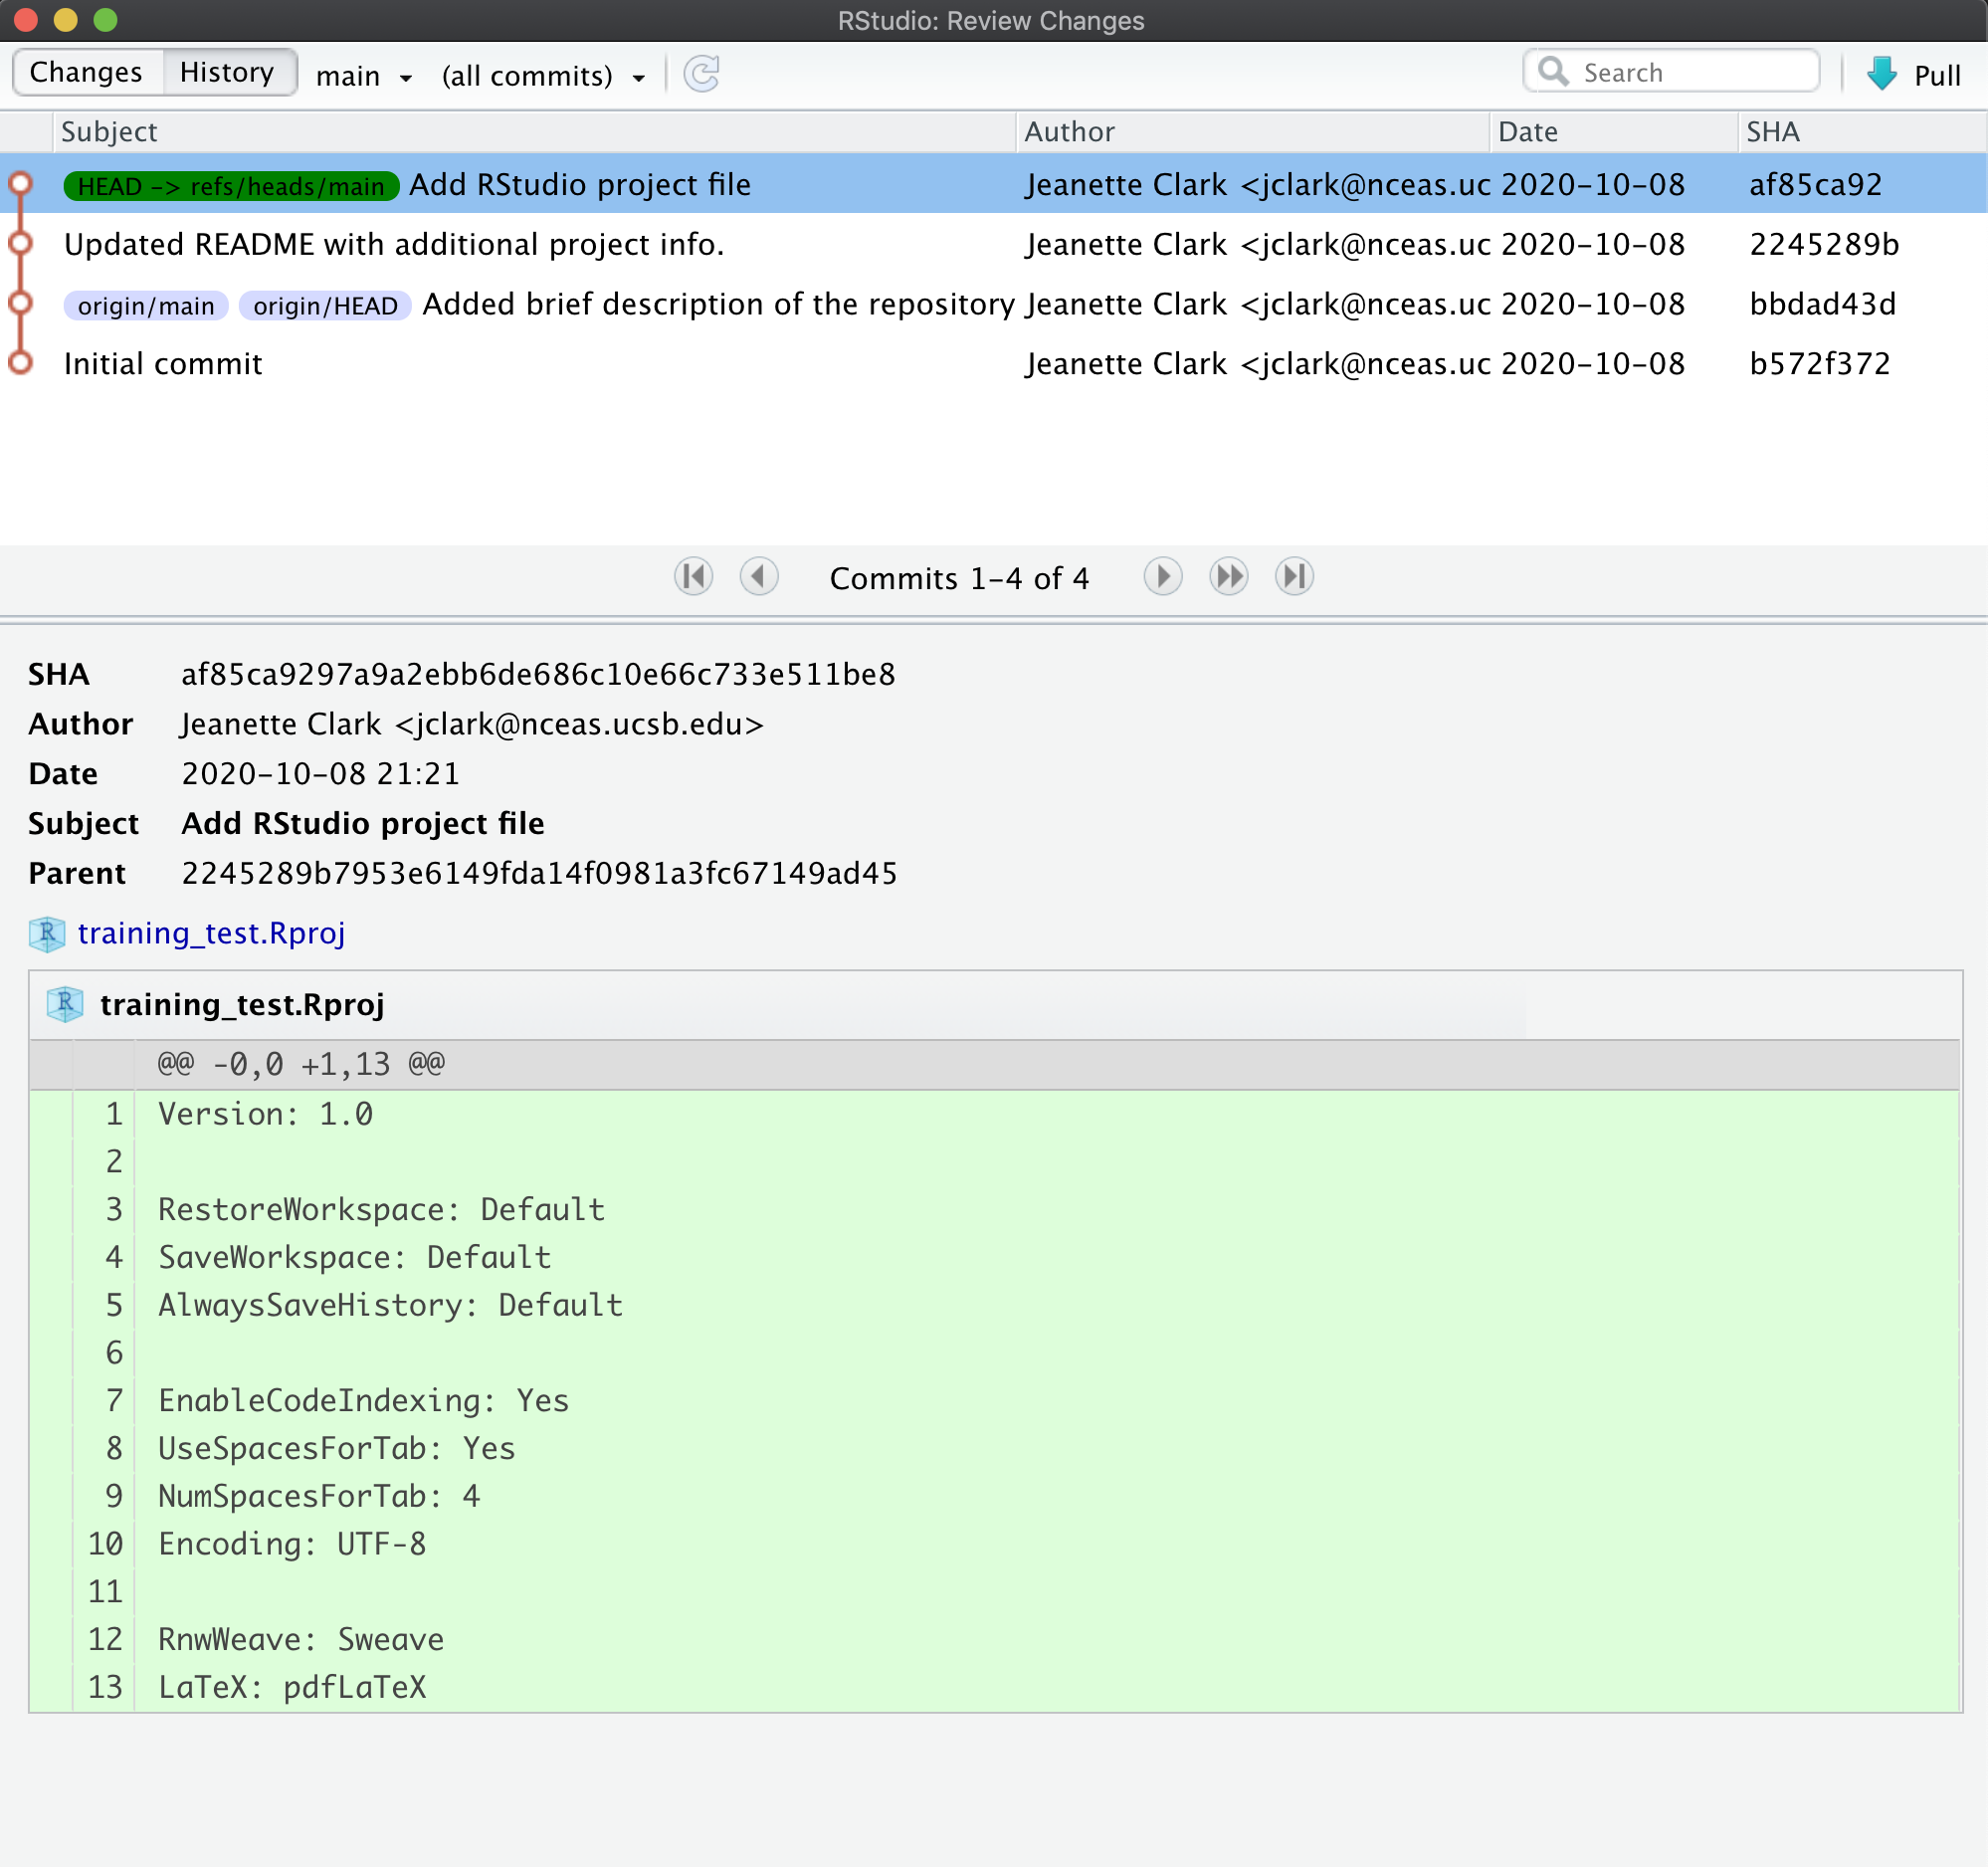 RStudio: Review Changes
Changes History main (all commits) Search Pull
Subject Author Date SHA
HEAD -> refs/heads/main Add RStudio project file Jeanette Clark <jclark@nceas.uc 2020-10-08 af85ca92
Updated README with additional project info. Jeanette Clark <jclark@nceas.uc 2020-10-08 2245289b
origin/main origin/HEAD Added brief description of the repository Jeanette Clark <jclark@nceas.uc 2020-10-08 bbdad43d
Initial commit Jeanette Clark <jclark@nceas.uc 2020-10-08 b572f372
Commits 1-4 of 4
SHA af85ca9297a9a2ebb6de686c10e66c733e511be8
Author Jeanette Clark <jclark@nceas.ucsb.edu>
Date 2020-10-08 21:21
Subject Add RStudio project file
Parent 2245289b7953e6149fda14f0981a3fc67149ad45
training_test.Rproj
training_test.Rproj
@@ -0,0 +1,13 @@
1 Version: 1.0
2
3 RestoreWorkspace: Default
4 SaveWorkspace: Default
5 AlwaysSaveHistory: Default
6
7 EnableCodeIndexing: Yes
8 UseSpacesForTab: Yes
9 NumSpacesForTab: 4
10 Encoding: UTF-8
11
12 RnwWeave: Sweave
13 LaTeX: pdfLaTeX